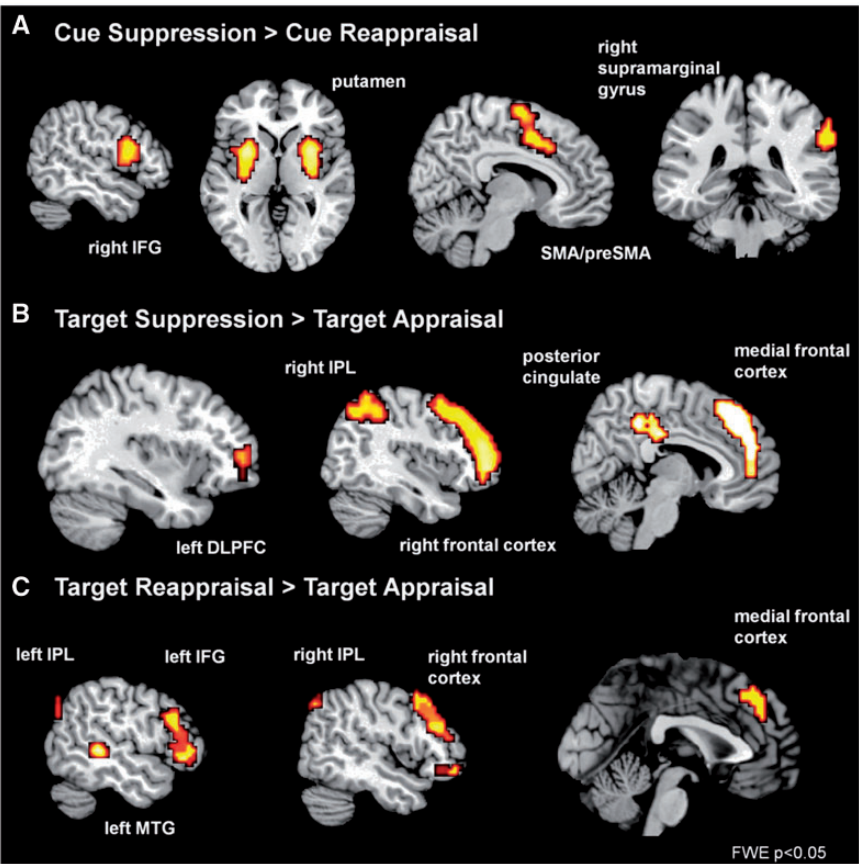 A Cue Suppression > Cue Reappraisal
right
supramarginal
gyrus
putamen
right IFG
SMA/preSMA
B Target Suppression > Target Appraisal
right IPL
posterior
cingulate
medial frontal
cortex
left DLPFC
right frontal cortex
C Target Reappraisal > Target Appraisal
medial frontal
cortex
left IPL
left IFG
right IPL
right frontal
cortex
left MTG
FWE p<0.05